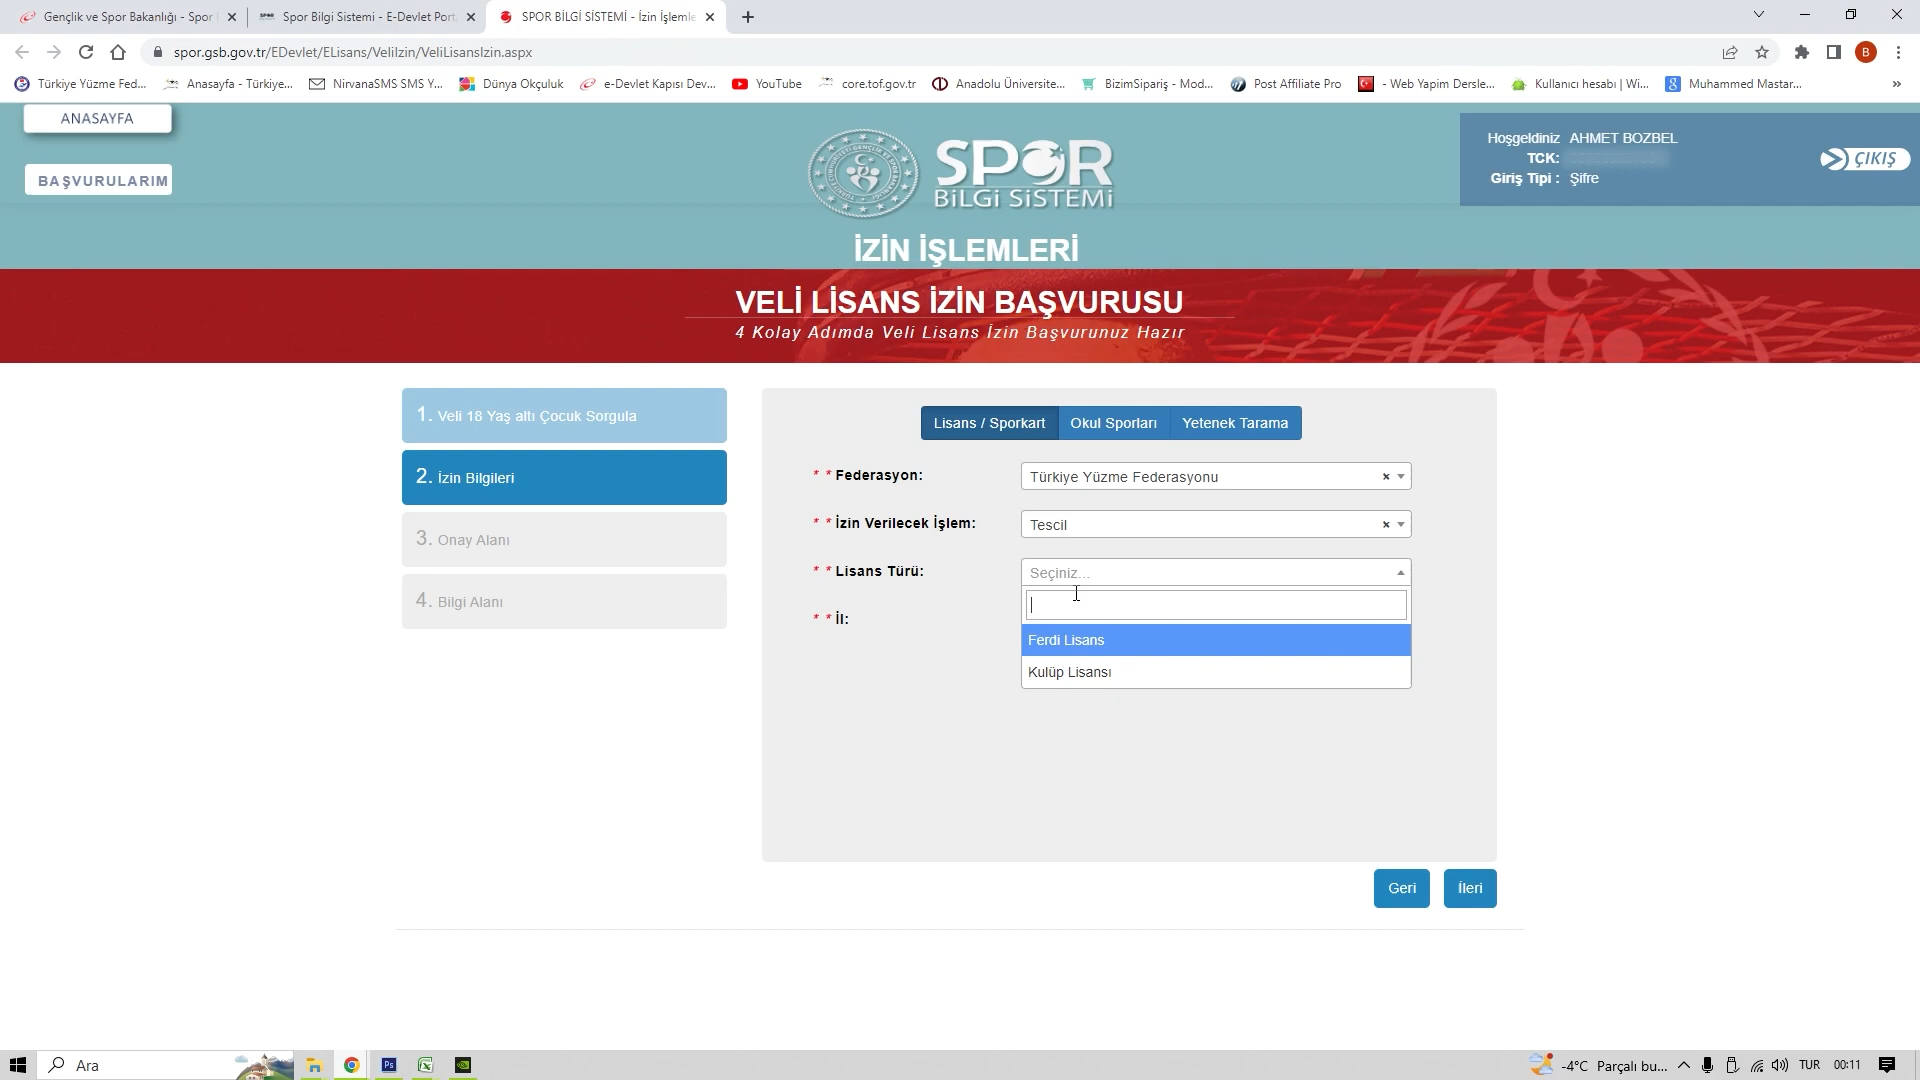 Gençlik ve Spor Bakanlığı - Spor
Spor Bilgi Sistemi - E-Devlet Port
SPOR BİLGİ SİSTEMİ - İzin İşlemle
spor.gsb.gov.tr/EDevlet/ELisans/VeliIzin/VeliLisansIzin.aspx
B
Türkiye Yüzme Fed...
Anasayfa - Türkiye...
NirvanaSMS SMS Y...
Dünya Okçuluk
e-Devlet Kapısı Dev...
YouTube
core.tof.gov.tr
Anadolu Üniversite...
BizimSipariş - Mod...
Post Affiliate Pro
- Web Yapim Dersle...
Kullanıcı hesabı | Wi...
Muhammed Mastar...
»
ANASAYFA
BAŞVURULARIM
SPOR
BİLGİ SİSTEMİ
Hoşgeldiniz AHMET BOZBEL
TCK:
Giriş Tipi : Şifre
ÇIKIŞ
İZİN İŞLEMLERİ
VELİ LİSANS İZİN BAŞVURUSU
4 Kolay Adımda Veli Lisans İzin Başvurunuz Hazır
1. Veli 18 Yaş altı Çocuk Sorgula
2. İzin Bilgileri
3. Onay Alanı
4. Bilgi Alanı
Lisans / Sporkart
Okul Sporları
Yetenek Tarama
* * Federasyon:
Türkiye Yüzme Federasyonu
* * İzin Verilecek İşlem:
Tescil
* * Lisans Türü:
Seçiniz...
* * İl:
Ferdi Lisans
Kulüp Lisansı
Geri
İleri
Ara
Ps
-4°C Parçalı bu...
TUR
00:11